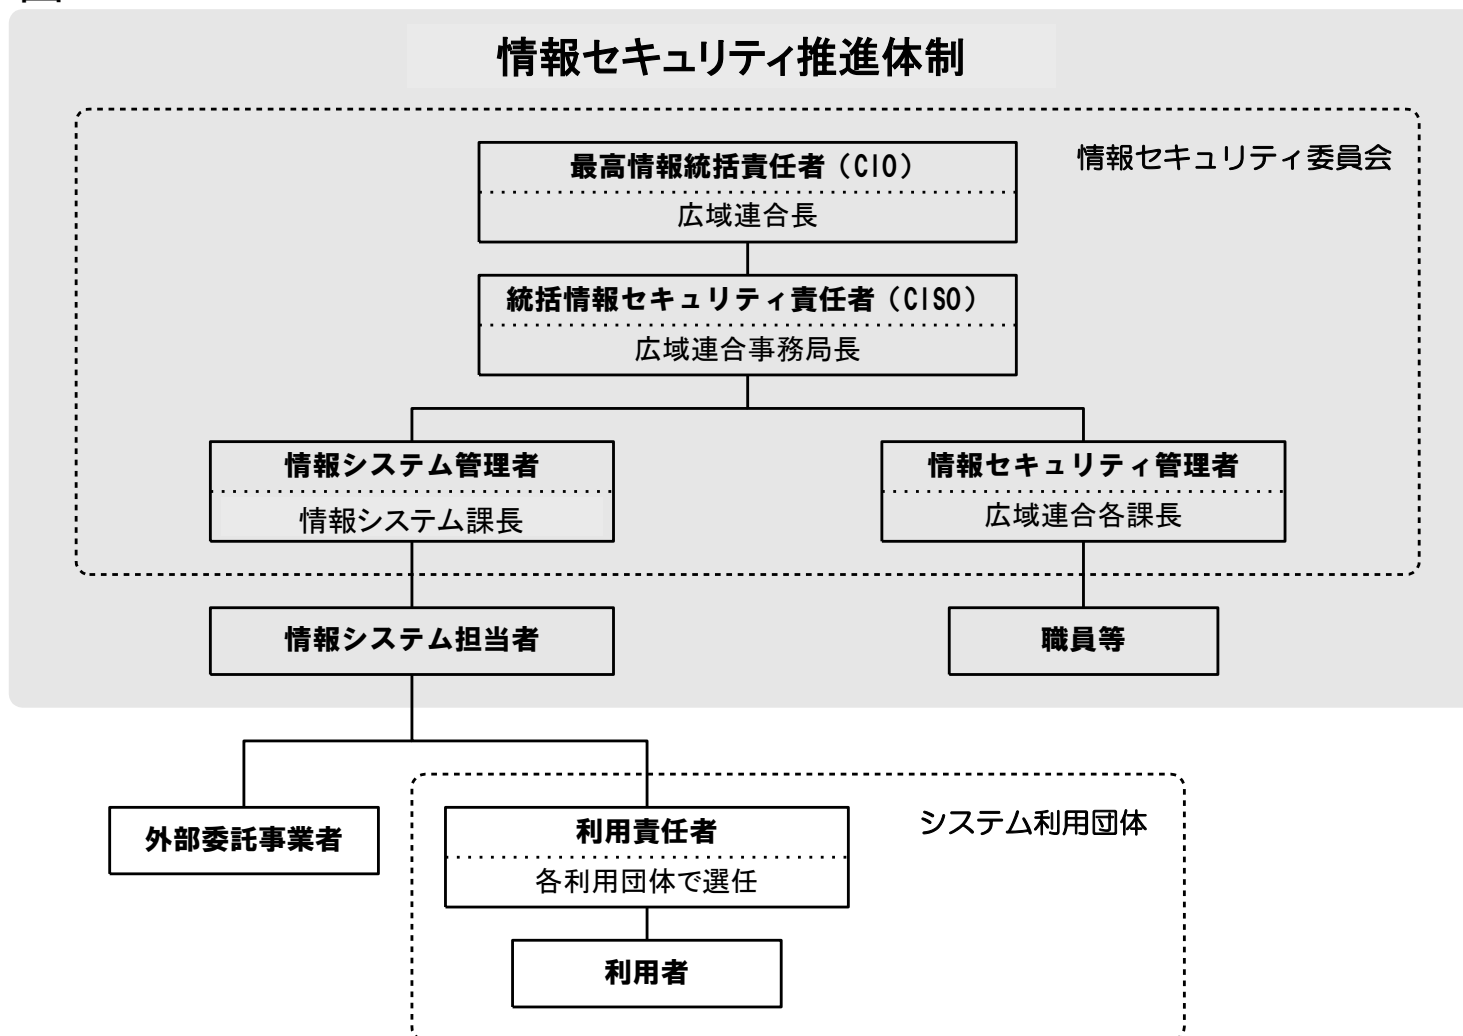 情報セキュリティ推進体制
情報セキュリティ委員会
最高情報統括責任者（CIO）
広域連合長
統括情報セキュリティ責任者（CISO）
広域連合事務局長
情報システム管理者
情報システム課長
情報セキュリティ管理者
広域連合各課長
情報システム担当者
職員等
外部委託事業者
システム利用団体
利用責任者
各利用団体で選任
利用者